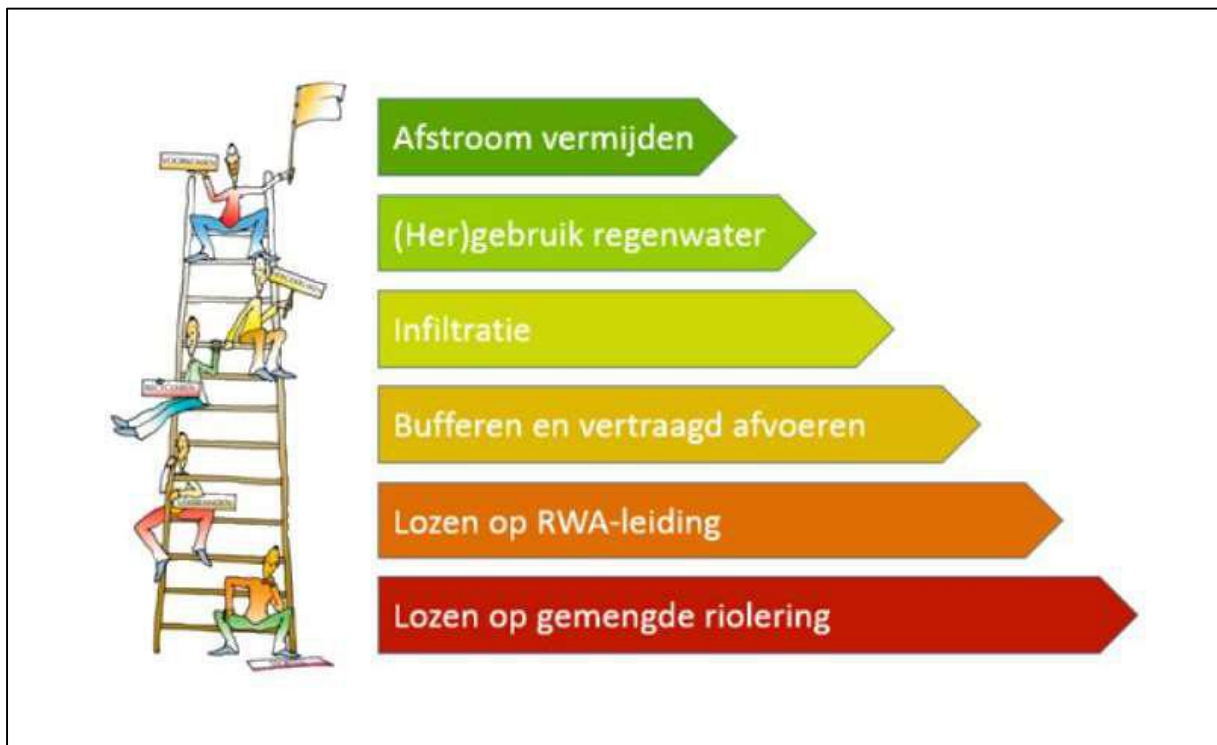 Afstroom vermijden
(Her)gebruik regenwater
Infiltratie
Bufferen en vertraagd afvoeren
Lozen op RWA-leiding
Lozen op gemengde riolering